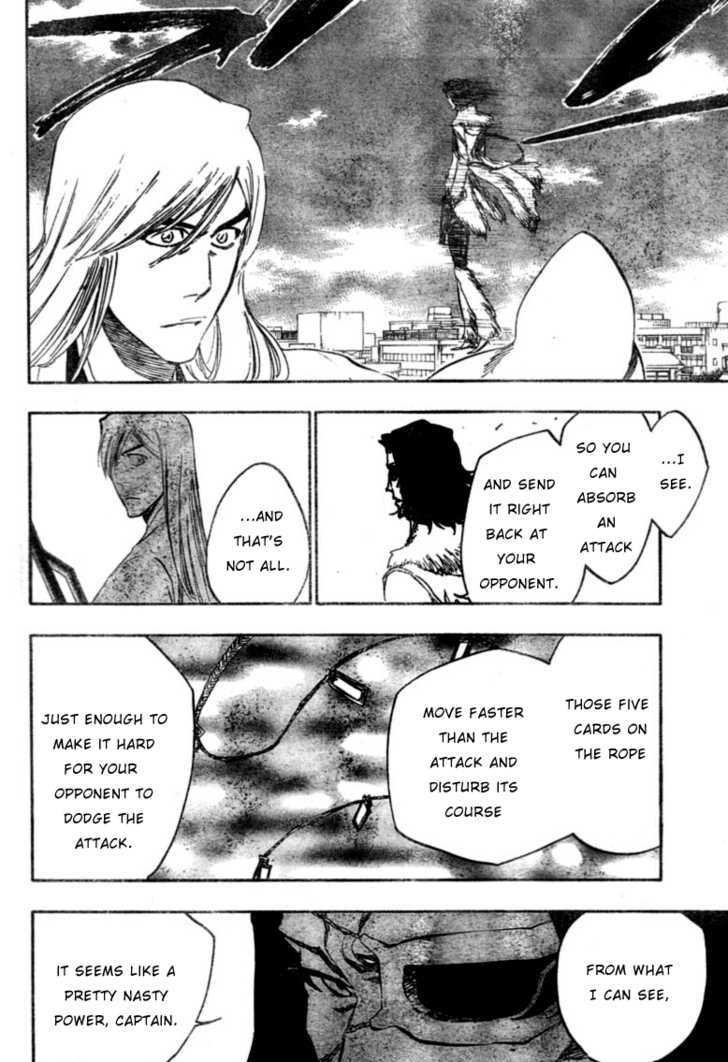 ...I
SEE.
SO YOU
CAN
ABSORB
AN
ATTACK
AND SEND
IT RIGHT
BACK AT
YOUR
OPPONENT.
...AND
THAT'S
NOT ALL.
THOSE FIVE
CARDS ON
THE ROPE
MOVE FASTER
THAN THE
ATTACK AND
DISTURB ITS
COURSE
JUST ENOUGH TO
MAKE IT HARD
FOR YOUR
OPPONENT TO
DODGE THE
ATTACK.
FROM WHAT
I CAN SEE,
IT SEEMS LIKE A
PRETTY NASTY
POWER, CAPTAIN.